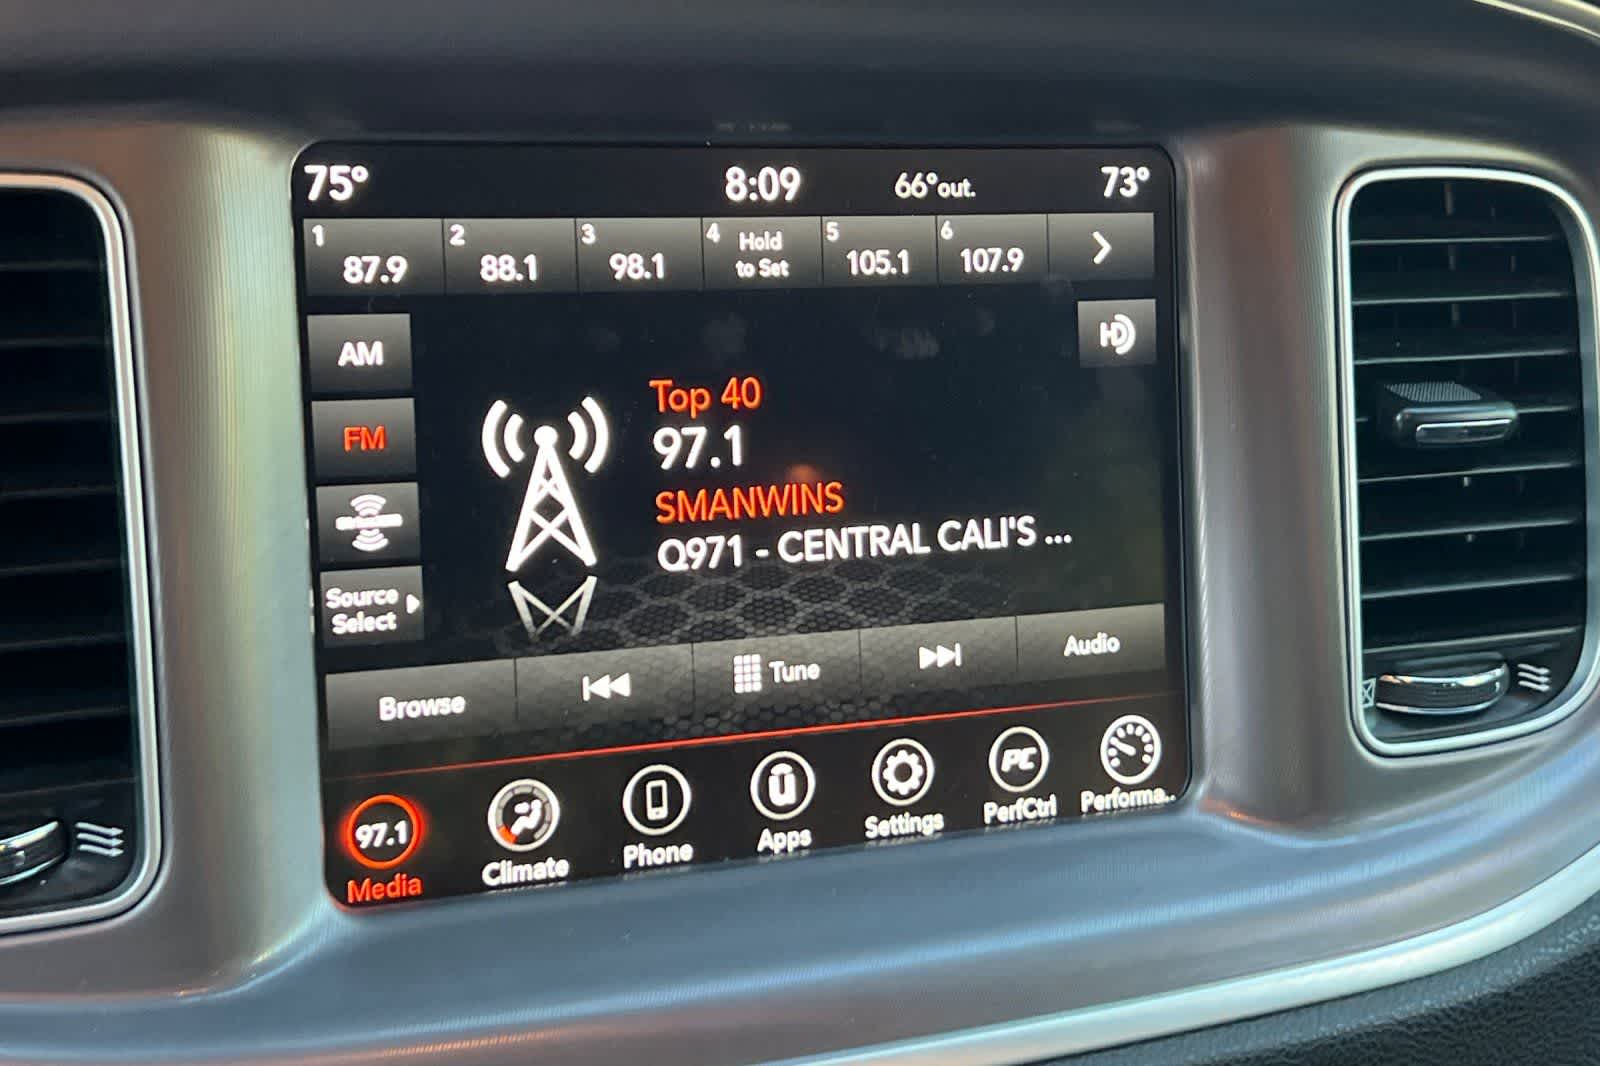 75° 8:09 66°out. 73°
1 2 3 4 Hold 5 6
87.9 88.1 98.1 to Set 105.1 107.9
AM
HD
Top 40
FM
97.1
SMANWINS
Q971 - CENTRAL CALI'S ...
Source
Select
Browse Tune Audio
97.1 PC
Media Climate Phone Apps Settings PerfCtrl Performa..